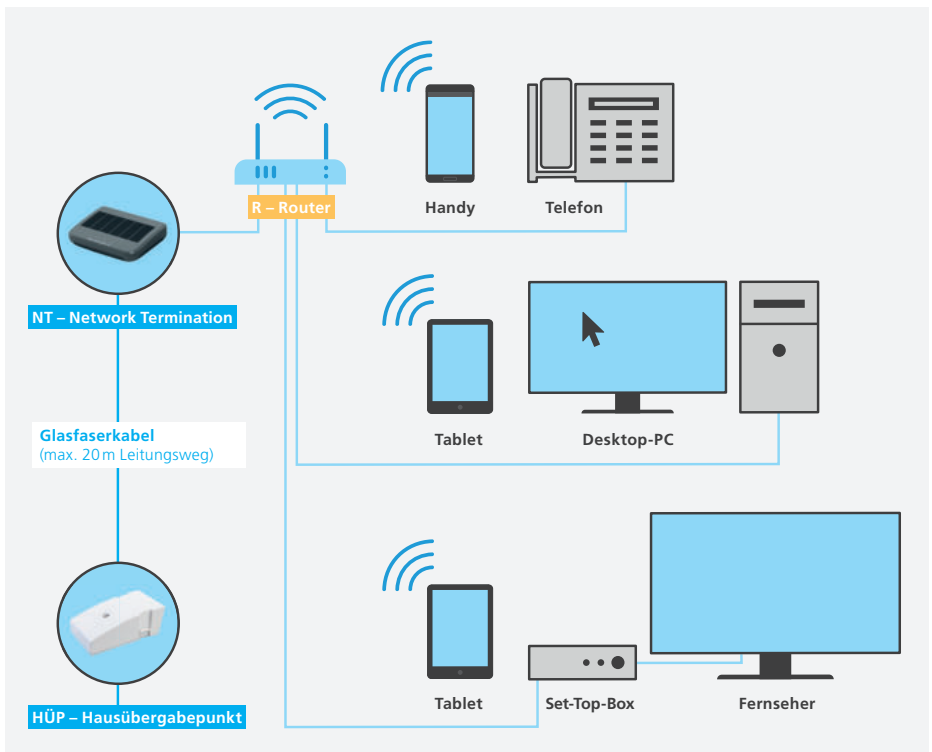 R – Router
Handy
Telefon
NT – Network Termination
Glasfaserkabel
(max. 20 m Leitungsweg)
Tablet
Desktop-PC
Tablet
Set-Top-Box
Fernseher
HÜP – Hausübergabepunkt